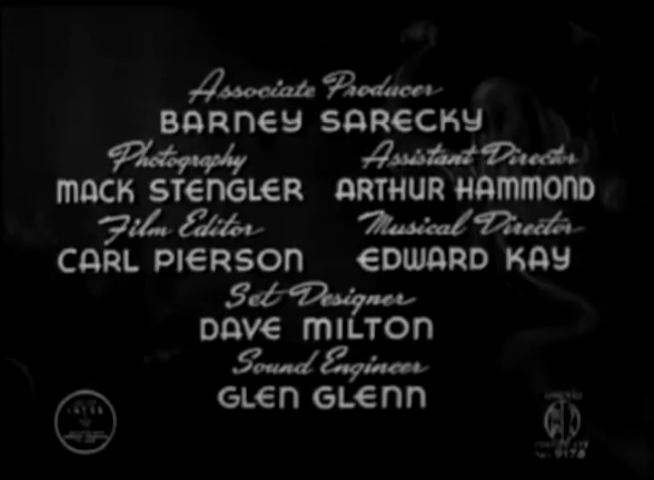 Associate Producer
BARNEY SARECKY
Photography Assistant Director
MACK STENGLER ARTHUR HAMMOND
Film Editor Musical Director
CARL PIERSON EDWARD KAY
Set Designer
DAVE MILTON
Sound Engineer
GLEN GLENN
9178